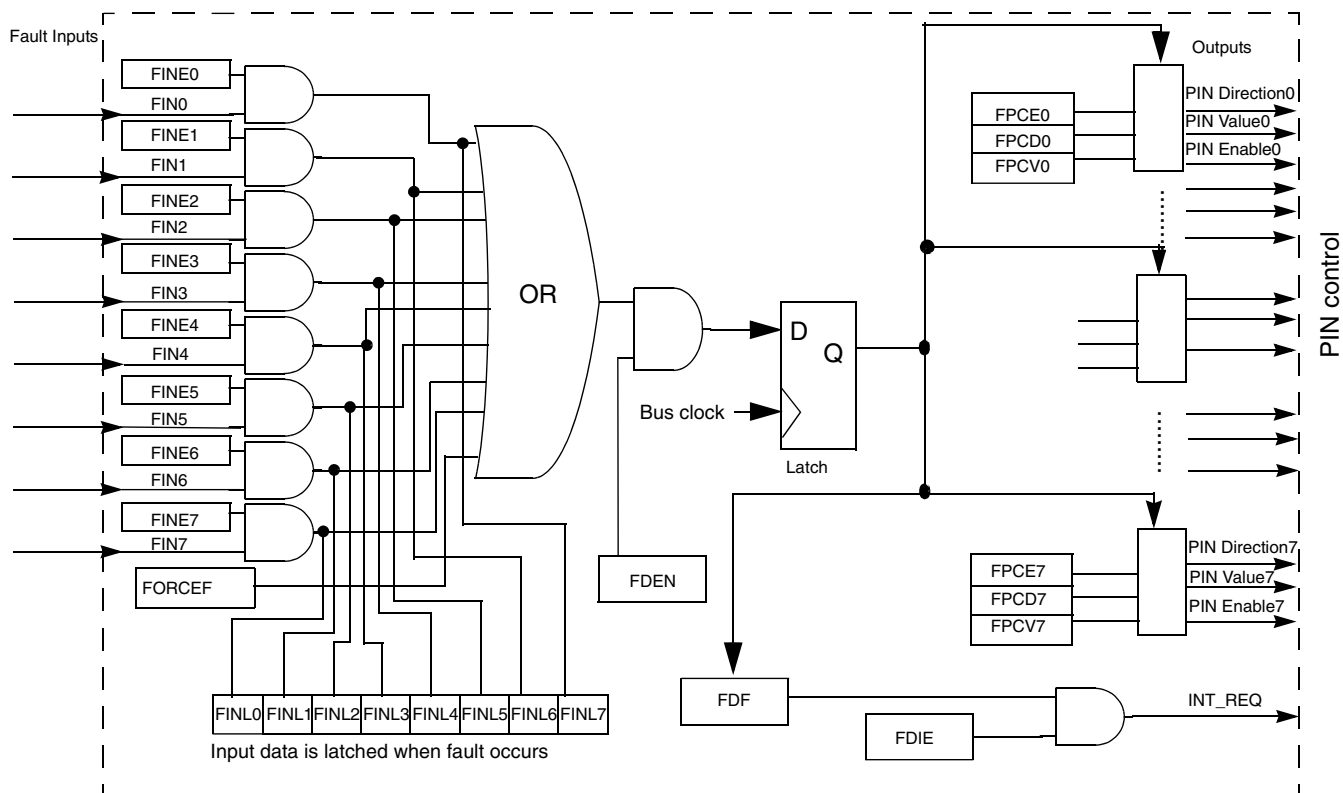 Fault Inputs
FINE0
FIN0
FINE1
FIN1
FINE2
FIN2
FINE3
FIN3
FINE4
FIN4
FINE5
FIN5
FINE6
FIN6
FINE7
FIN7
FORCEF
OR
FDEN
D
Q
Bus clock
Latch
Outputs
FPCE0
FPCD0
FPCV0
PIN Direction0
PIN Value0
PIN Enable0
PIN control
FPCE7
FPCD7
FPCV7
PIN Direction7
PIN Value7
PIN Enable7
FDF
FDIE
INT_REQ
FINL0 FINL1 FINL2 FINL3 FINL4 FINL5 FINL6 FINL7
Input data is latched when fault occurs